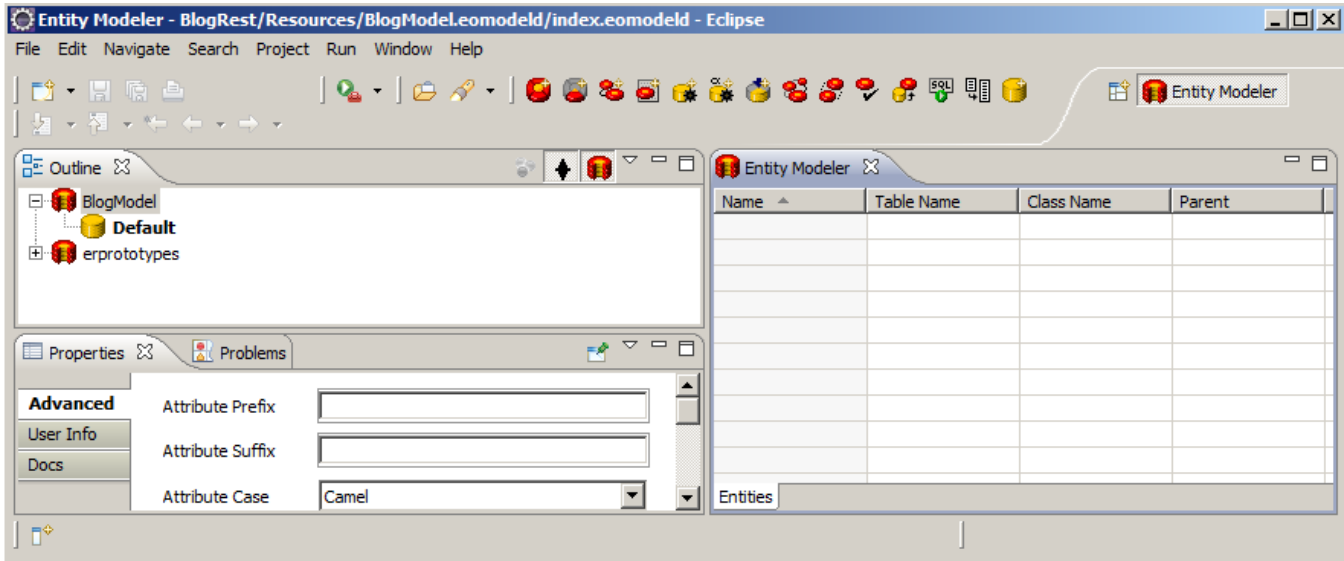 Entity Modeler - BlogRest/Resources/BlogModel.eomodeld/index.eomodeld - Eclipse
File Edit Navigate Search Project Run Window Help
SQL
Entity Modeler
Outline
BlogModel
Default
erprototypes
Entity Modeler
Name Table Name Class Name Parent
Properties Problems
Advanced
User Info
Docs
Attribute Prefix
Attribute Suffix
Attribute Case Camel
Entities